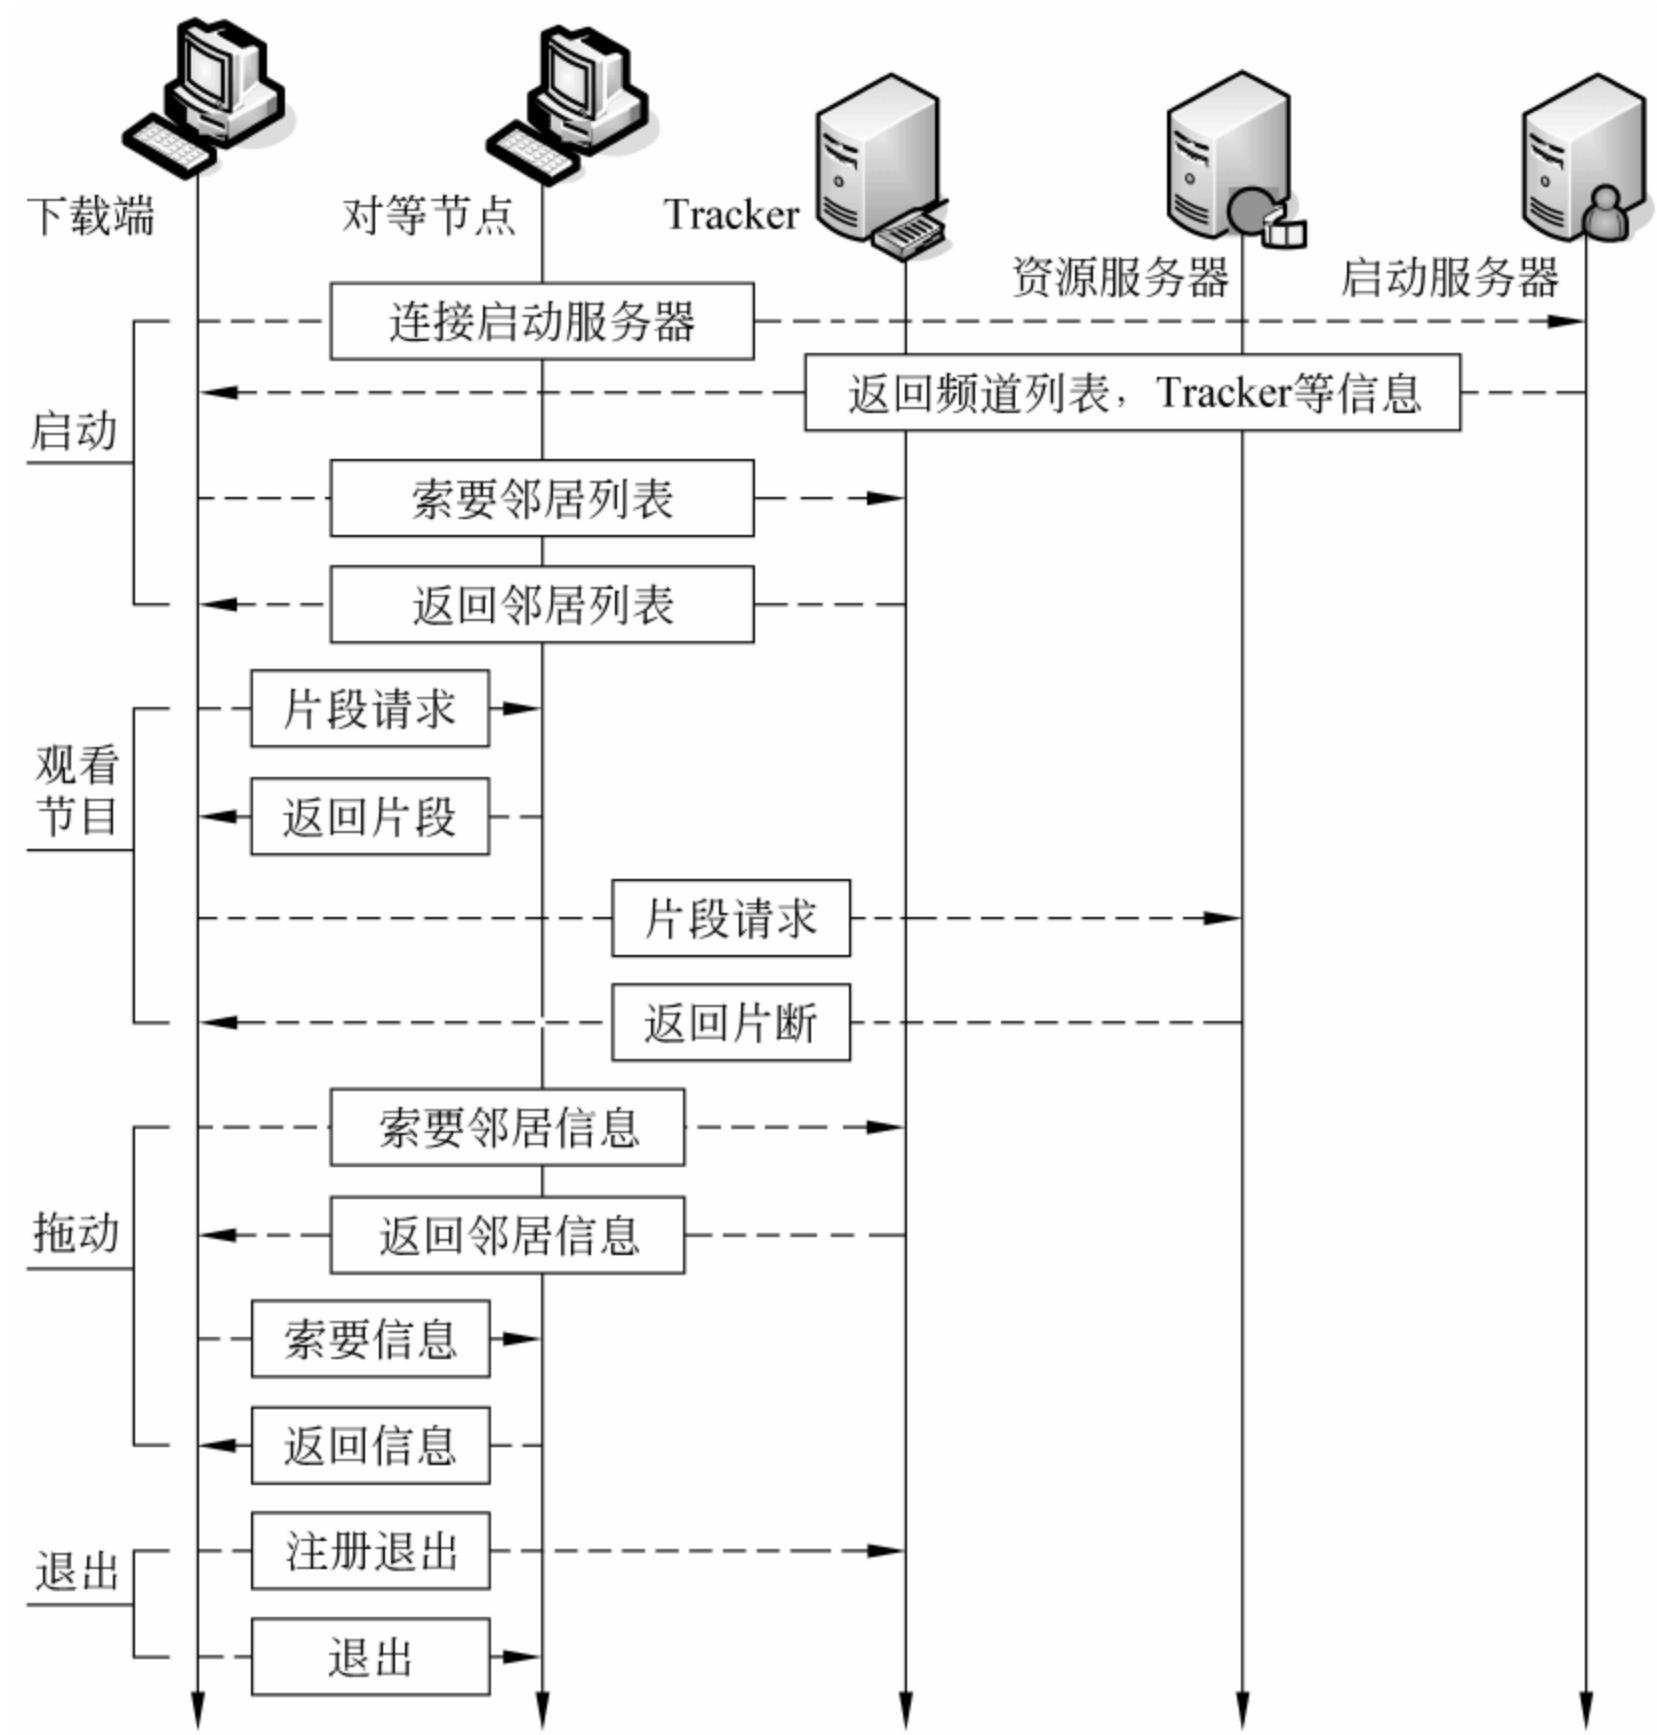 下载端
对等节点
Tracker
资源服务器
启动服务器
连接启动服务器
返回频道列表，Tracker等信息
启动
索要邻居列表
返回邻居列表
片段请求
观看
节目
返回片段
片段请求
返回片断
索要邻居信息
拖动
返回邻居信息
索要信息
返回信息
注册退出
退出
退出